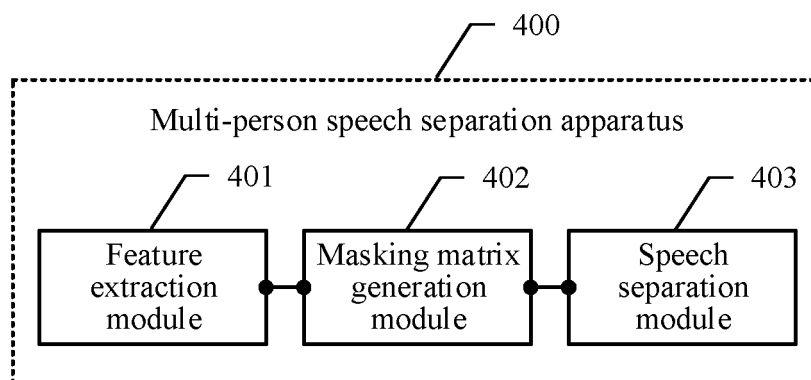 400
Multi-person speech separation apparatus
401
402
403
Feature
extraction
module
Masking matrix
generation
module
Speech
separation
module